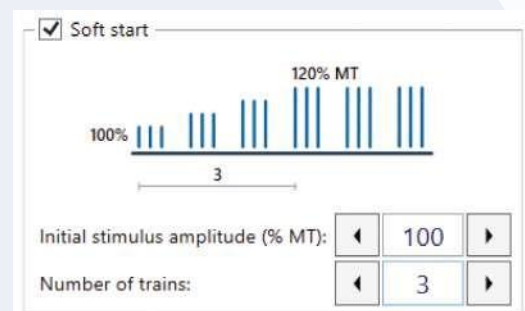 Soft start
120% MT
100%
3
Initial stimulus amplitude (% MT): 100
Number of trains: 3